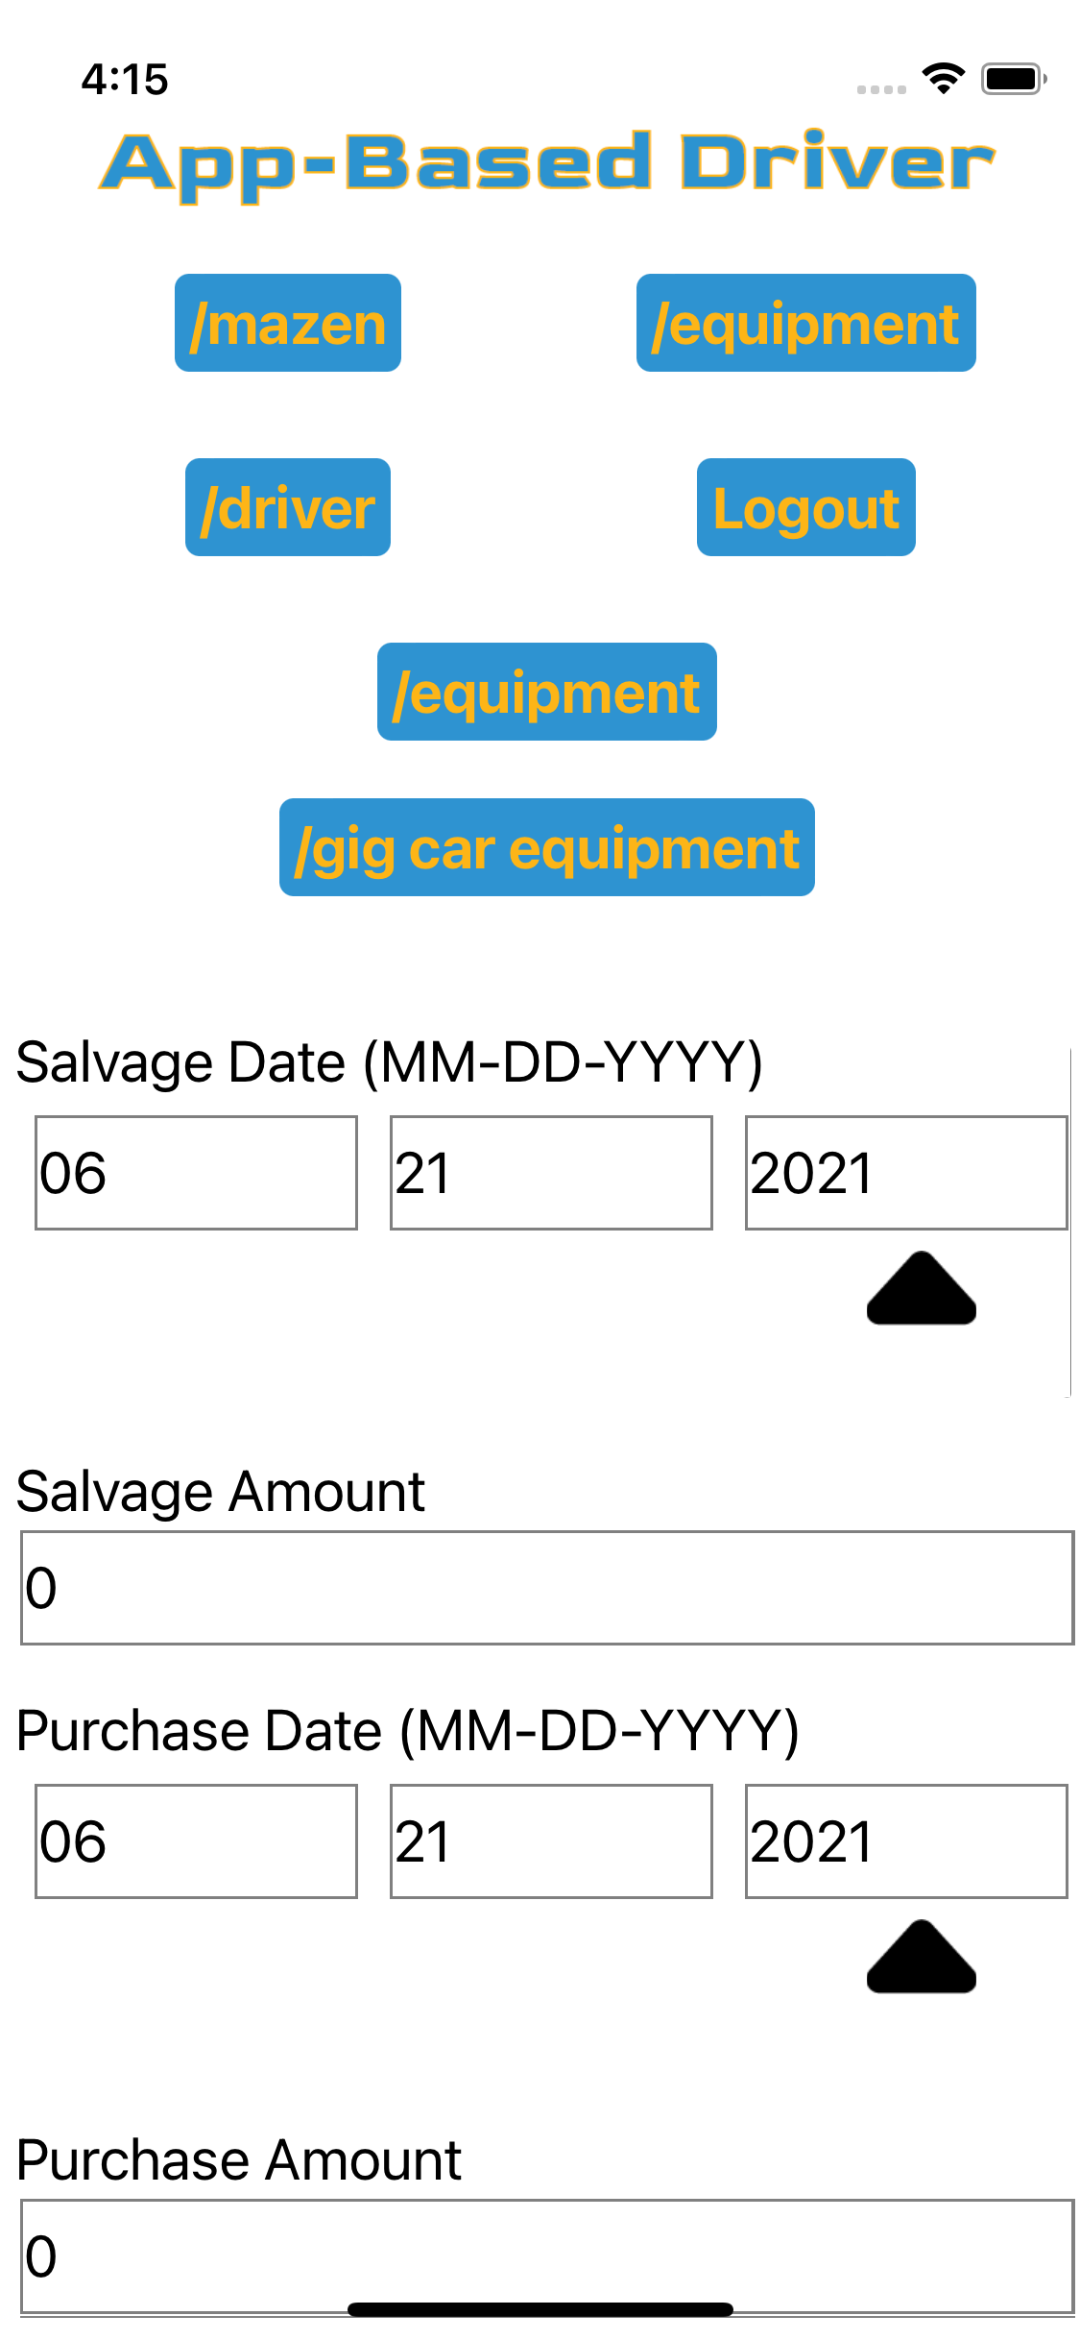 4:15
App-Based Driver
/mazen /equipment
/driver Logout
/equipment
/gig car equipment
Salvage Date (MM-DD-YYYY)
06 21 2021
Salvage Amount
0
Purchase Date (MM-DD-YYYY)
06 21 2021
Purchase Amount
0